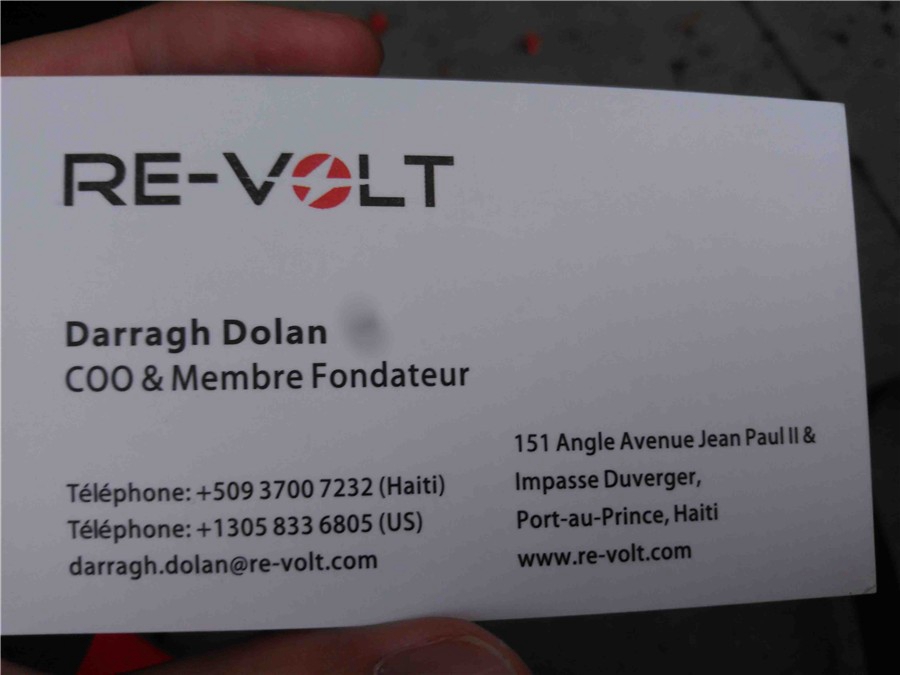 RE-VOLT
Darragh Dolan
COO & Membre Fondateur
Téléphone: +509 3700 7232 (Haiti)
Téléphone: +1305 833 6805 (US)
darragh.dolan@re-volt.com
151 Angle Avenue Jean Paul II &
Impasse Duverger,
Port-au-Prince, Haiti
www.re-volt.com